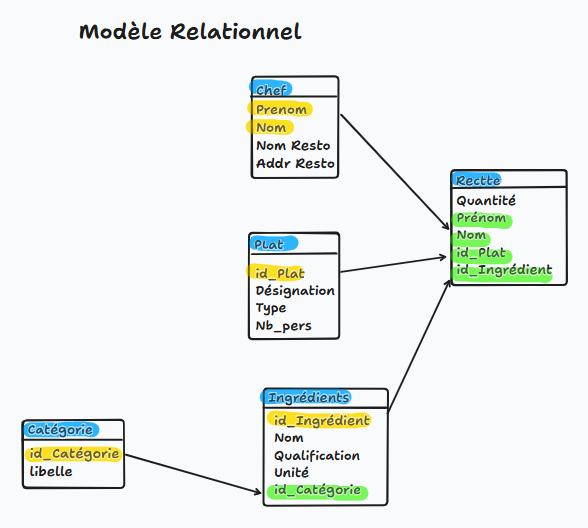 Modèle Relationnel
Chef
Prenom
Nom
Nom Resto
Addr Resto
Rectte
Quantité
Prénom
Nom
id_Plat
id_Ingrédient
Plat
id_Plat
Désignation
Type
Nb_pers
Ingrédients
id_Ingrédient
Nom
Qualification
Unité
id_Catégorie
Catégorie
id_Catégorie
libelle